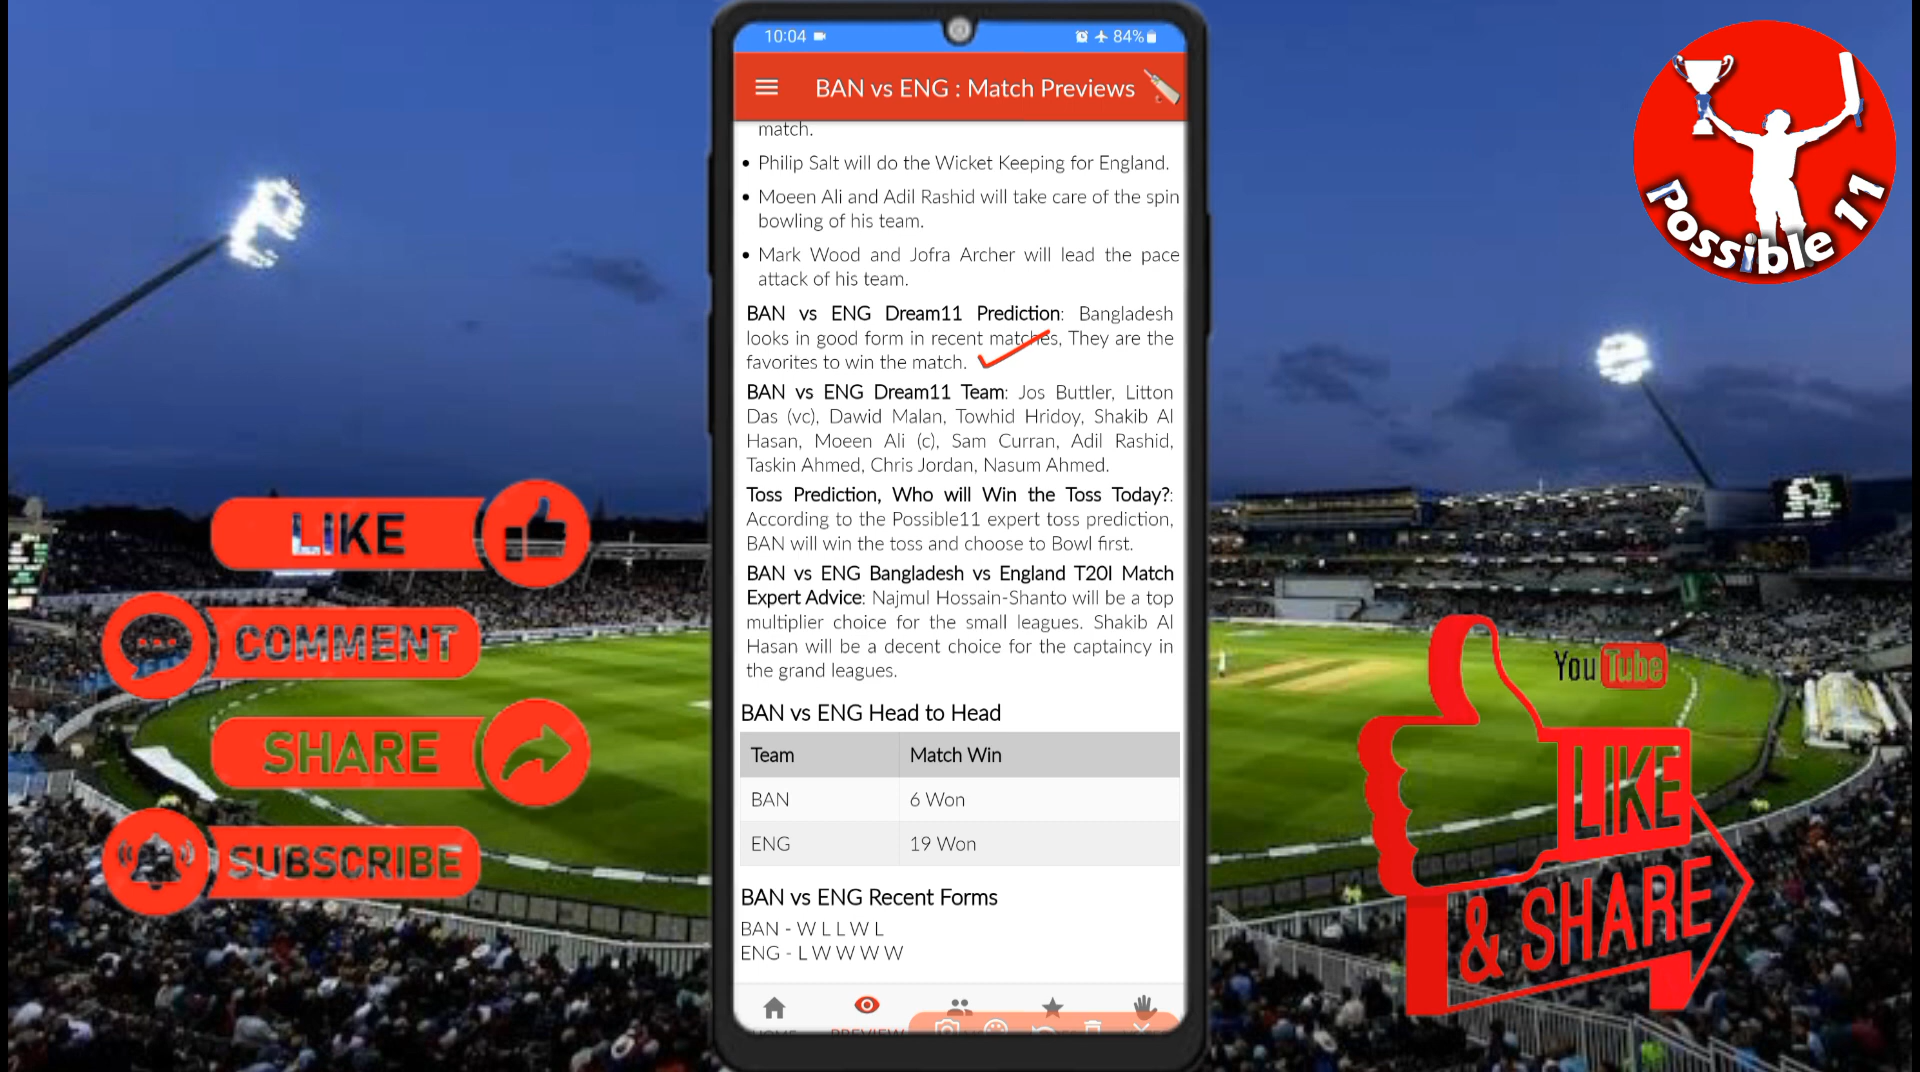 10:04
84%
BAN vs ENG : Match Previews
match.
• Philip Salt will do the Wicket Keeping for England.
• Moeen Ali and Adil Rashid will take care of the spin
bowling of his team.
• Mark Wood and Jofra Archer will lead the pace
attack of his team.
BAN vs ENG Dream11 Prediction: Bangladesh
looks in good form in recent matches, They are the
favorites to win the match.
BAN vs ENG Dream11 Team: Jos Buttler, Litton
Das (vc), Dawid Malan, Towhid Hridoy, Shakib Al
Hasan, Moeen Ali (c), Sam Curran, Adil Rashid,
Taskin Ahmed, Chris Jordan, Nasum Ahmed.
Toss Prediction, Who will Win the Toss Today?:
According to the Possible11 expert toss prediction,
BAN will win the toss and choose to Bowl first.
BAN vs ENG Bangladesh vs England T20I Match
Expert Advice: Najmul Hossain-Shanto will be a top
multiplier choice for the small leagues. Shakib Al
Hasan will be a decent choice for the captaincy in
the grand leagues.
BAN vs ENG Head to Head
Team Match Win
BAN 6 Won
ENG 19 Won
BAN vs ENG Recent Forms
BAN - W L L W L
ENG - L W W W W
PREVIEW
LIKE
COMMENT
SHARE
SUBSCRIBE
Possible 11
YouTube
LIKE
& SHARE